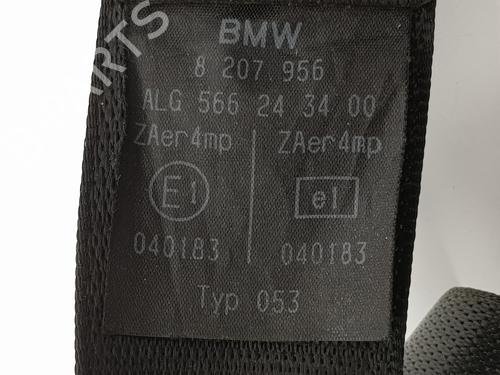 BMW
8 207 956
ALG 566 24 34 00
ZAer4mp ZAer4mp
E1 e1
040183 040183
Typ 053